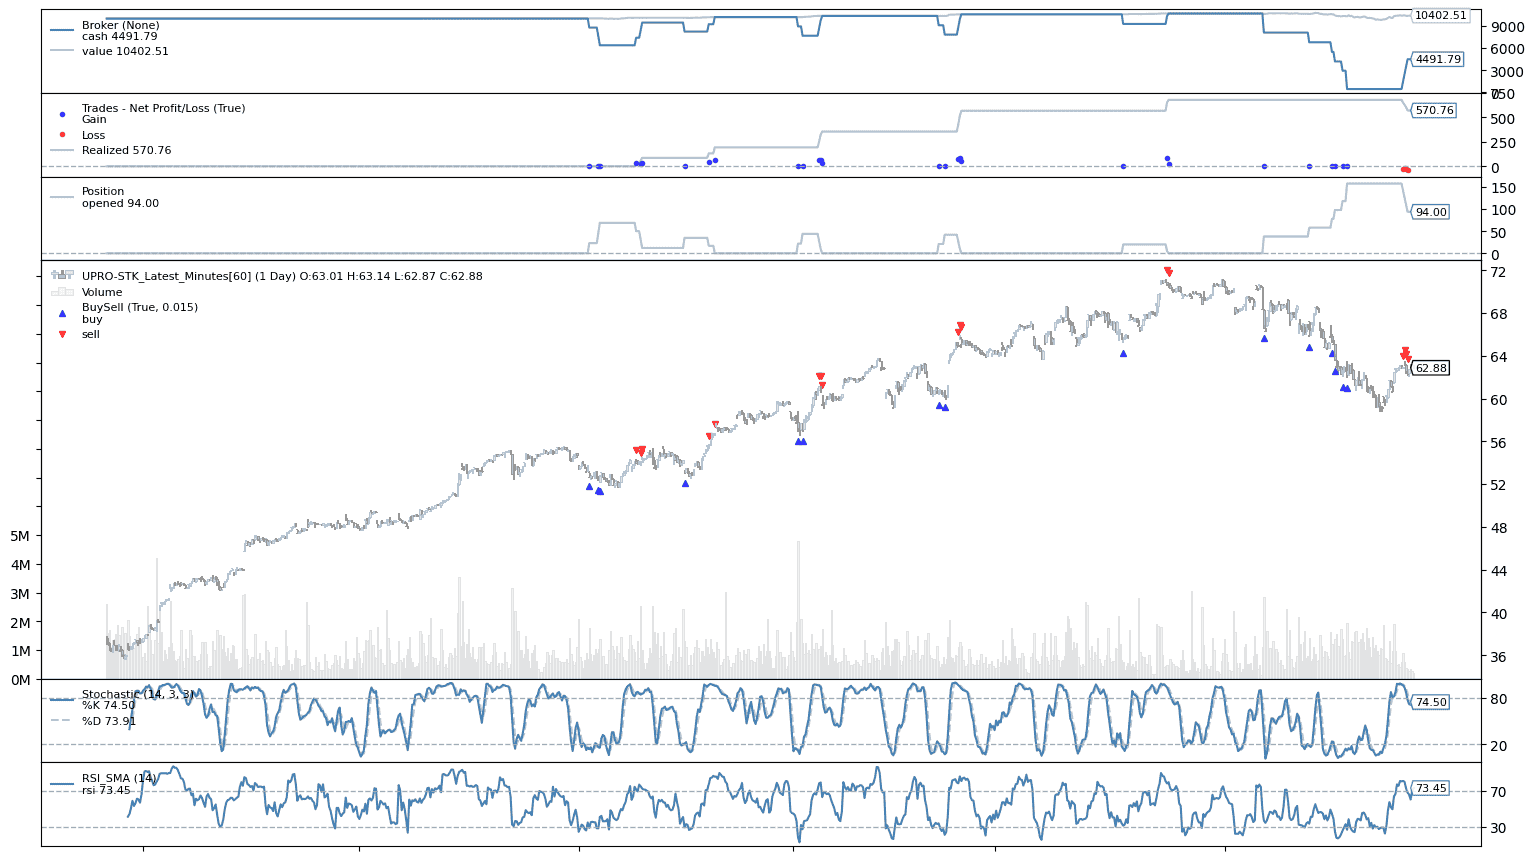 Broker (None)
cash 4491.79
value 10402.51
10402.51
9000
6000
4491.79
3000
0
Trades - Net Profit/Loss (True)
Gain
Loss
Realized 570.76
750
570.76
500
250
0
Position
opened 94.00
150
100
94.00
50
0
UPRO-STK_Latest_Minutes[60] (1 Day) O:63.01 H:63.14 L:62.87 C:62.88
Volume
BuySell (True, 0.015)
buy
sell
72
68
64
62.88
60
56
52
48
44
40
36
5M
4M
3M
2M
1M
0M
Stochastic (14, 3, 3)
%K 74.50
%D 73.91
80
74.50
20
RSI_SMA (14)
rsi 73.45
73.45
70
30